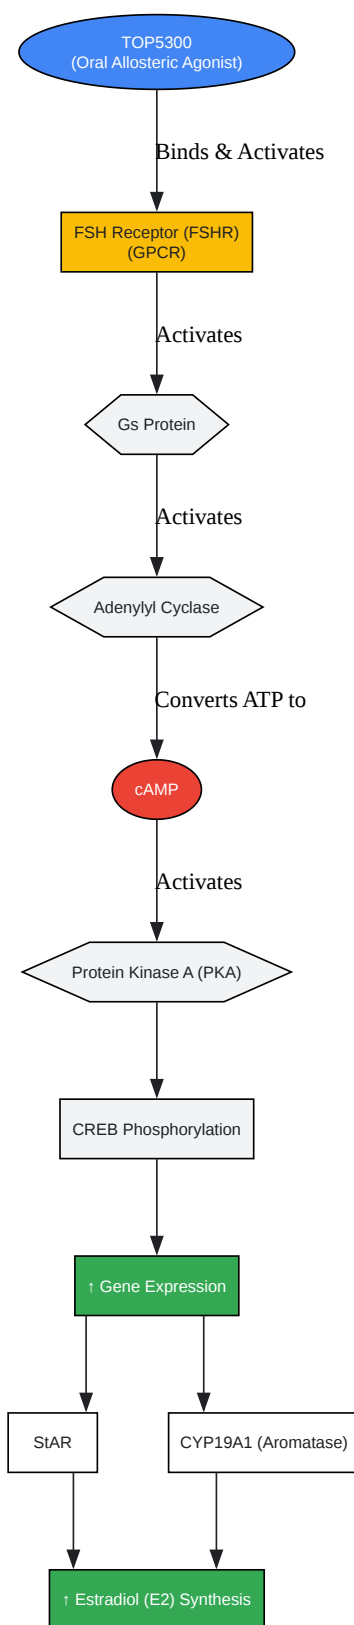 TOP5300
(Oral Allosteric Agonist)
Binds & Activates
FSH Receptor (FSHR)
(GPCR)
Activates
Gs Protein
Activates
Adenylyl Cyclase
Converts ATP to
cAMP
Activates
Protein Kinase A (PKA)
CREB Phosphorylation
↑ Gene Expression
StAR
CYP19A1 (Aromatase)
↑ Estradiol (E2) Synthesis